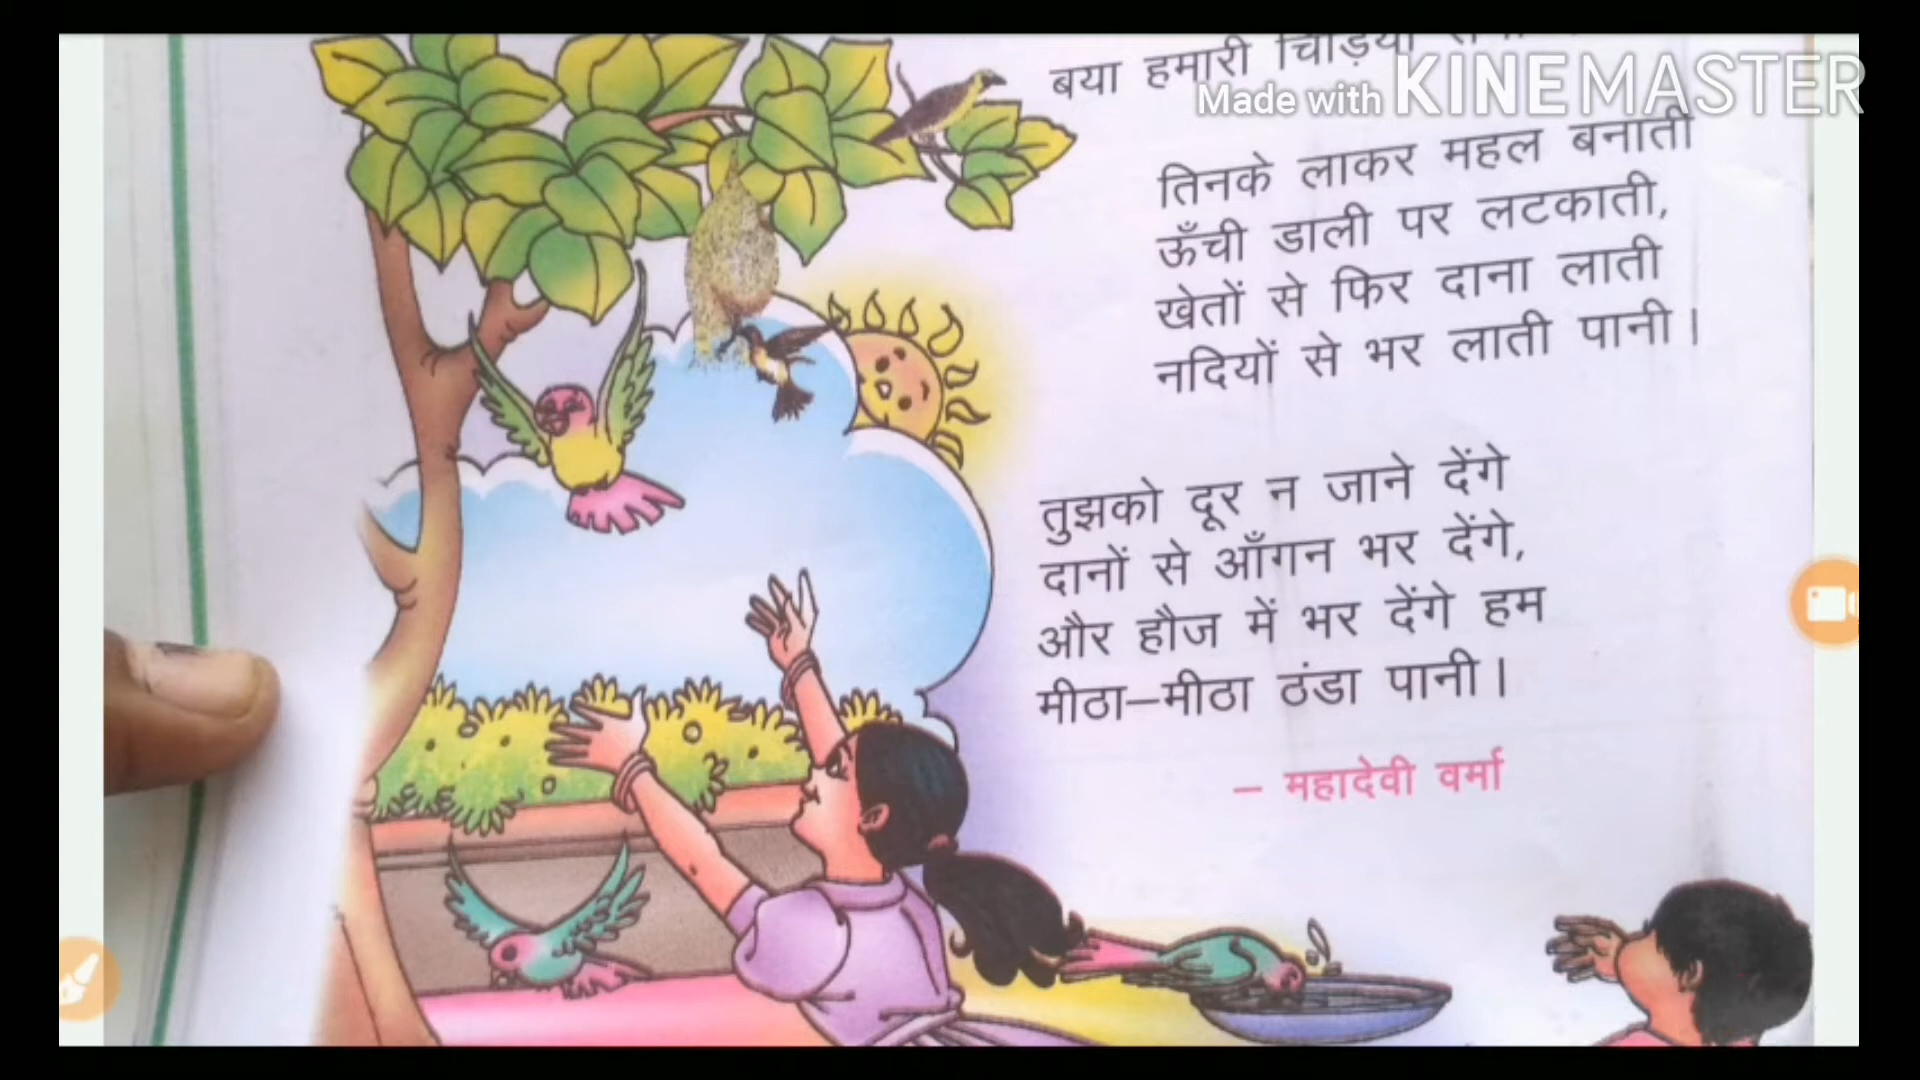 बया हमारी चिड़िया
Made with KINEMASTER
तिनके लाकर महल बनाती
ऊँची डाली पर लटकाती,
खेतों से फिर दाना लाती
नदियों से भर लाती पानी।
तुझको दूर न जाने देंगे
दानों से आँगन भर देंगे,
और हौज में भर देंगे हम
मीठा–मीठा ठंडा पानी।
– महादेवी वर्मा